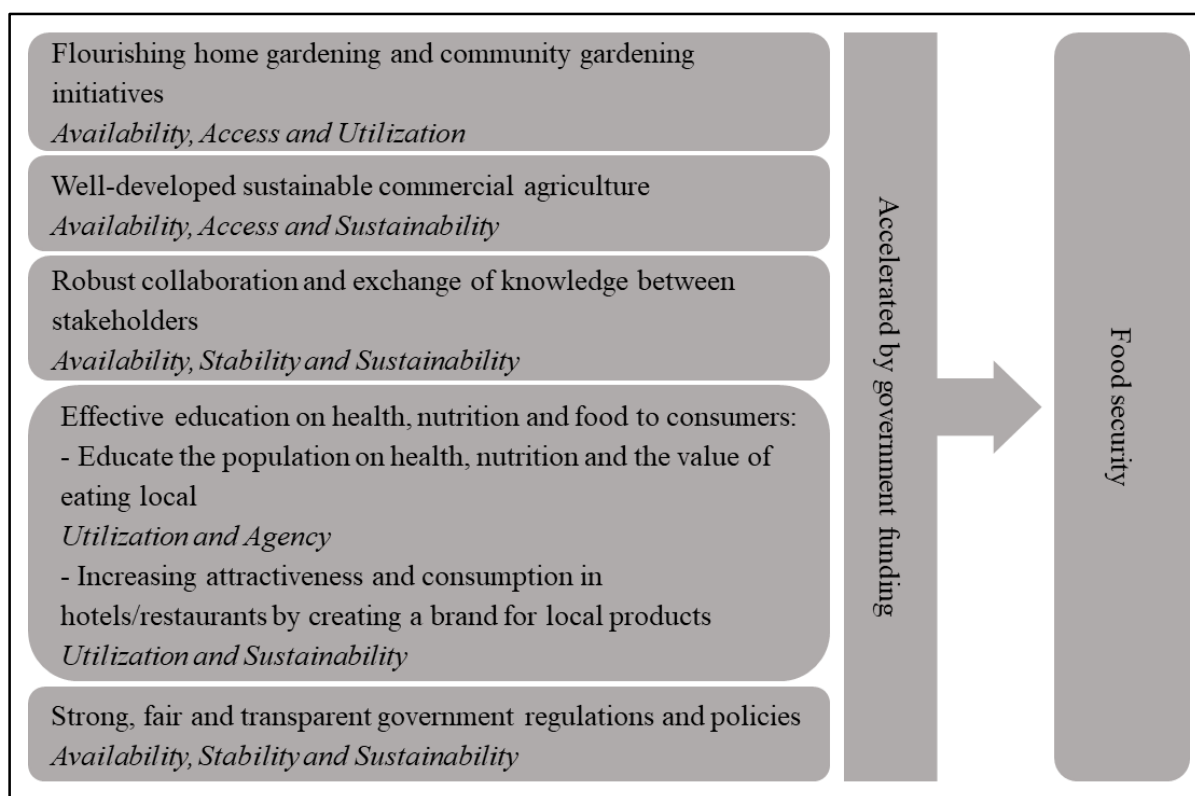 Flourishing home gardening and community gardening
initiatives
Availability, Access and Utilization
Well-developed sustainable commercial agriculture
Availability, Access and Sustainability
Robust collaboration and exchange of knowledge between
stakeholders
Availability, Stability and Sustainability
Effective education on health, nutrition and food to consumers:
- Educate the population on health, nutrition and the value of
eating local
Utilization and Agency
- Increasing attractiveness and consumption in
hotels/restaurants by creating a brand for local products
Utilization and Sustainability
Strong, fair and transparent government regulations and policies
Availability, Stability and Sustainability
Accelerated by government funding
Food security